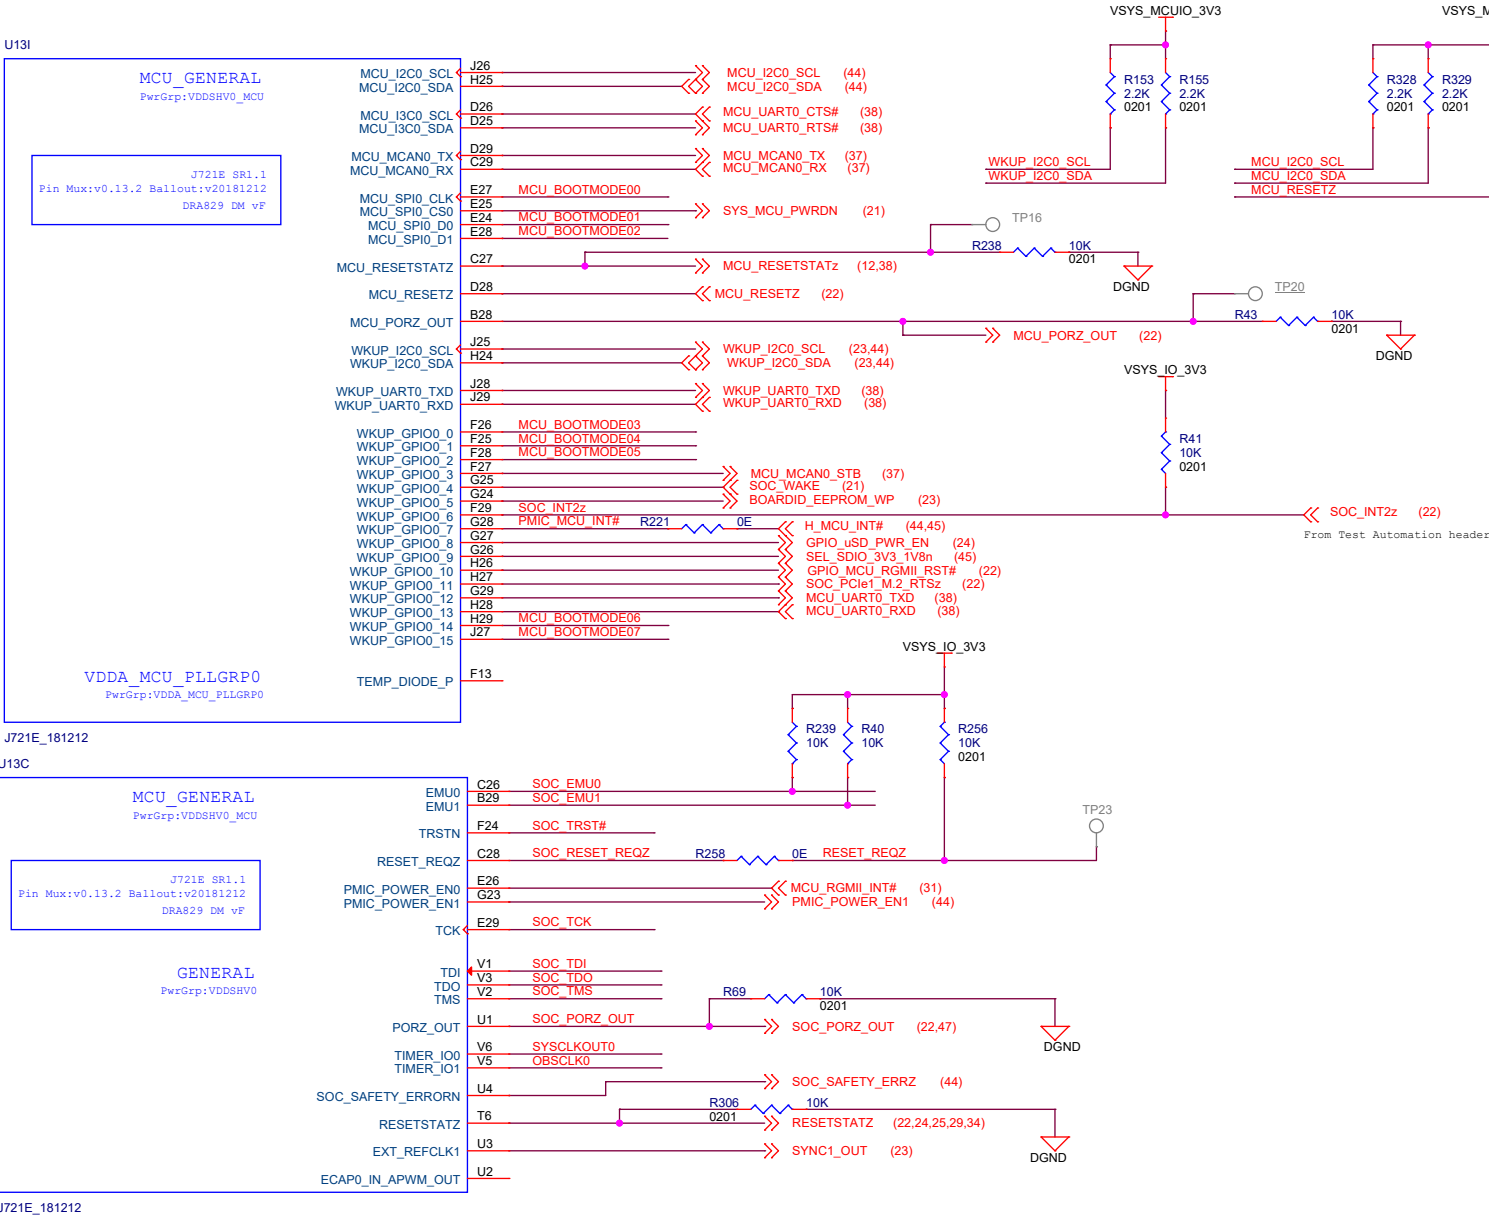 VSYS_MCUIO_3V3
VSYS_M
U13I
MCU_GENERAL
PwrGrp:VDDSHV0_MCU
J721E SR1.1
Pin Mux:v0.13.2 Ballout:v20181212
DRA829 DM vF
MCU_I2C0_SCL J26 MCU_I2C0_SCL (44)
MCU_I2C0_SDA H25 MCU_I2C0_SDA (44)
MCU_I3C0_SCL D26 MCU_UART0_CTS# (38)
MCU_I3C0_SDA D25 MCU_UART0_RTS# (38)
MCU_MCAN0_TX D29 MCU_MCAN0_TX (37)
MCU_MCAN0_RX C29 MCU_MCAN0_RX (37)
MCU_SPI0_CLK E27 MCU_BOOTMODE00
MCU_SPI0_CS0 E25 SYS_MCU_PWRDN (21)
MCU_SPI0_D0 E24 MCU_BOOTMODE01
MCU_SPI0_D1 E28 MCU_BOOTMODE02
MCU_RESETSTATZ C27 MCU_RESETSTATz (12,38)
MCU_RESETZ D28 MCU_RESETZ (22)
MCU_PORZ_OUT B28 MCU_PORZ_OUT (22)
WKUP_I2C0_SCL J25 WKUP_I2C0_SCL (23,44)
WKUP_I2C0_SDA H24 WKUP_I2C0_SDA (23,44)
WKUP_UART0_TXD J28 WKUP_UART0_TXD (38)
WKUP_UART0_RXD J29 WKUP_UART0_RXD (38)
WKUP_GPIO0_0 F26 MCU_BOOTMODE03
WKUP_GPIO0_1 F25 MCU_BOOTMODE04
WKUP_GPIO0_2 F28 MCU_BOOTMODE05
WKUP_GPIO0_3 F27 MCU_MCAN0_STB (37)
WKUP_GPIO0_4 G25 SOC_WAKE (21)
WKUP_GPIO0_5 G24 BOARDID_EEPROM_WP (23)
WKUP_GPIO0_6 F29 SOC_INT2z SOC_INT2z (22)
From Test Automation header
WKUP_GPIO0_7 G28 PMIC_MCU_INT# R221 0E H_MCU_INT# (44,45)
WKUP_GPIO0_8 G27 GPIO_uSD_PWR_EN (24)
WKUP_GPIO0_9 G26 SEL_SDIO_3V3_1V8n (45)
WKUP_GPIO0_10 H26 GPIO_MCU_RGMII_RST# (22)
WKUP_GPIO0_11 H27 SOC_PCIe1_M.2_RTSz (22)
WKUP_GPIO0_12 G29 MCU_UART0_TXD (38)
WKUP_GPIO0_13 H28 MCU_UART0_RXD (38)
WKUP_GPIO0_14 H29 MCU_BOOTMODE06
WKUP_GPIO0_15 J27 MCU_BOOTMODE07
VDDA_MCU_PLLGRP0
PwrGrp:VDDA_MCU_PLLGRP0
TEMP_DIODE_P F13
J721E_181212
R153 R155
2.2K 2.2K
0201 0201
WKUP_I2C0_SCL
WKUP_I2C0_SDA
R328 R329
2.2K 2.2K
0201 0201
MCU_I2C0_SCL
MCU_I2C0_SDA
MCU_RESETZ
TP16
R238 10K
0201
DGND
TP20
R43 10K
0201
DGND
VSYS_IO_3V3
R41
10K
0201
VSYS_IO_3V3
R239 R40 R256
10K 10K 10K
0201
U13C
MCU_GENERAL
PwrGrp:VDDSHV0_MCU
J721E SR1.1
Pin Mux:v0.13.2 Ballout:v20181212
DRA829 DM vF
GENERAL
PwrGrp:VDDSHV0
EMU0 C26 SOC_EMU0
EMU1 B29 SOC_EMU1
TP23
TRSTN F24 SOC_TRST#
RESET_REQZ C28 SOC_RESET_REQZ R258 0E RESET_REQZ
PMIC_POWER_EN0 E26 MCU_RGMII_INT# (31)
PMIC_POWER_EN1 G23 PMIC_POWER_EN1 (44)
TCK E29 SOC_TCK
TDI V1 SOC_TDI
TDO V3 SOC_TDO
TMS V2 SOC_TMS
R69 10K
0201
PORZ_OUT U1 SOC_PORZ_OUT SOC_PORZ_OUT (22,47)
DGND
TIMER_IO0 V6 SYSCLKOUT0
TIMER_IO1 V5 OBSCLK0
SOC_SAFETY_ERRORN U4 SOC_SAFETY_ERRZ (44)
R306 10K
0201
RESETSTATZ T6 RESETSTATZ (22,24,25,29,34)
EXT_REFCLK1 U3 SYNC1_OUT (23)
DGND
ECAP0_IN_APWM_OUT U2
J721E_181212